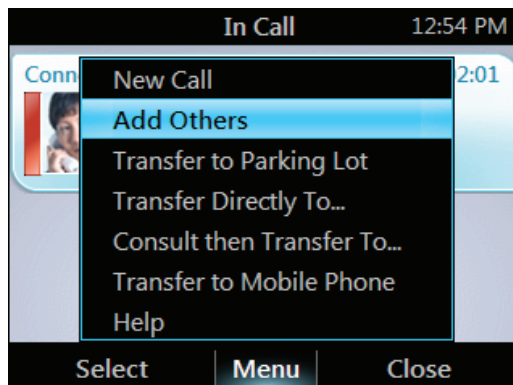 In Call 12:54 PM
Conn 2:01
New Call
Add Others
Transfer to Parking Lot
Transfer Directly To...
Consult then Transfer To...
Transfer to Mobile Phone
Help
Select Menu Close